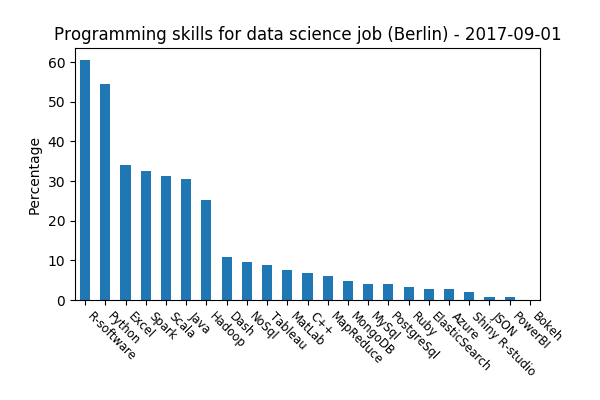 Programming skills for data science job (Berlin) - 2017-09-01
Percentage
60
50
40
30
20
10
0
R-software
Python
Excel
Spark
Scala
Java
Hadoop
Dash
NoSql
Tableau
MatLab
C++
MapReduce
MongoDB
MySql
PostgreSql
Ruby
ElasticSearch
Azure
Shiny R-studio
JSON
PowerBI
Bokeh